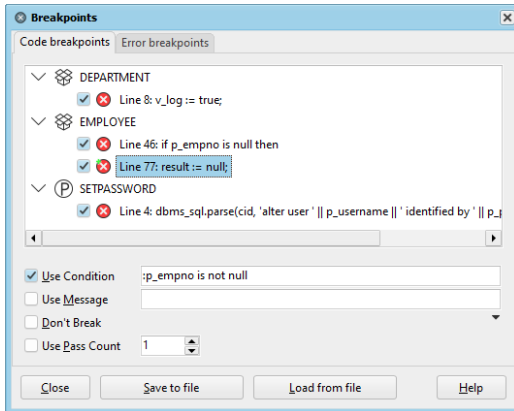 Breakpoints
Code breakpoints Error breakpoints
DEPARTMENT
Line 8: v_log := true;
EMPLOYEE
Line 46: if p_empno is null then
Line 77: result := null;
P SETPASSWORD
Line 4: dbms_sql.parse(cid, 'alter user ' || p_username || ' identified by ' || p_p
Use Condition :p_empno is not null
Use Message
Don't Break
Use Pass Count 1
Close Save to file Load from file Help